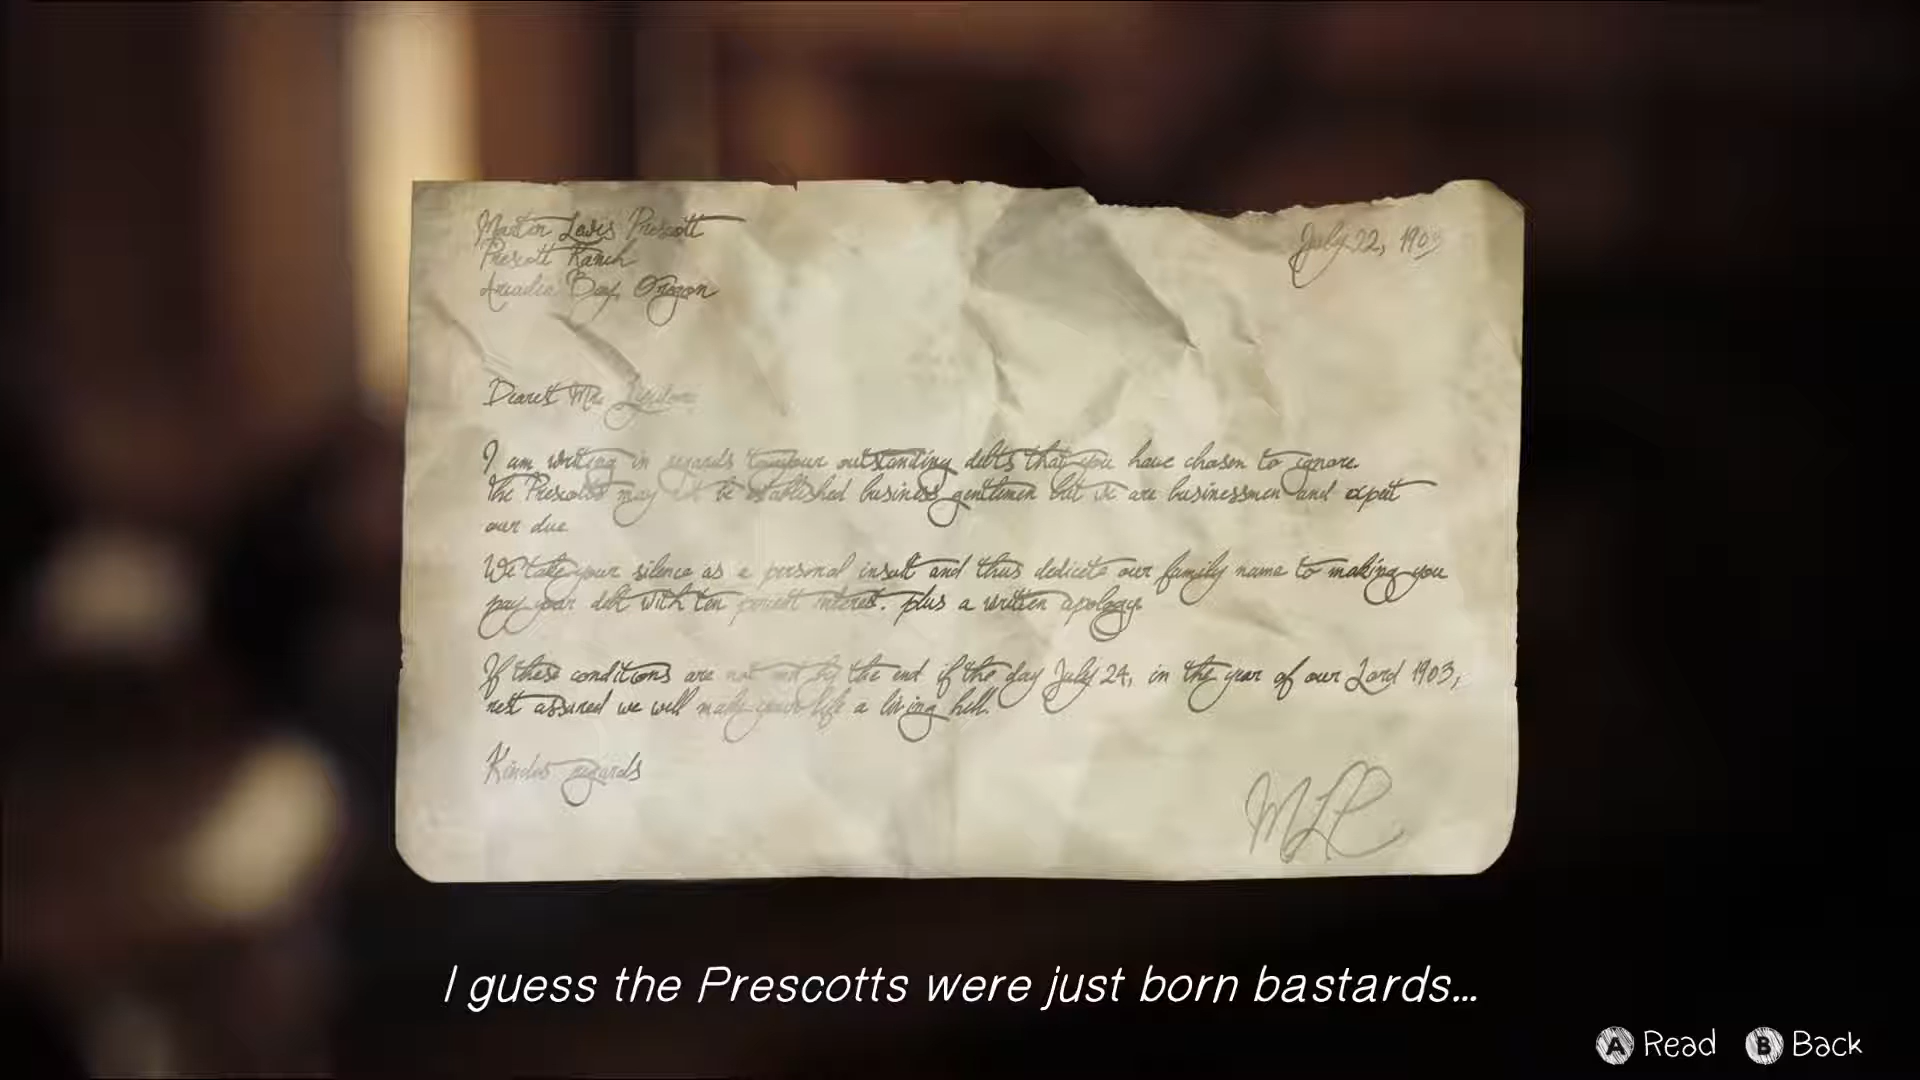 Martin Lewis Prescott
July 22, 1903
Prescott Ranch
Arcadia Bay, Oregon
Dearest Mr.
I am writing in regards to your outstanding debts that you have chosen to ignore.
The Prescotts may not be established business gentlemen but we are businessmen and expect
our due.
We take your silence as a personal insult and thus dedicate our family name to making you
pay your debt with ten percent interest. plus a written apology.
If these conditions are not met by the end if the day July 24, in the year of our Lord 1903,
rest assured we will make your life a living hell.
Kindes regards
MLP
I guess the Prescotts were just born bastards...
A Read B Back